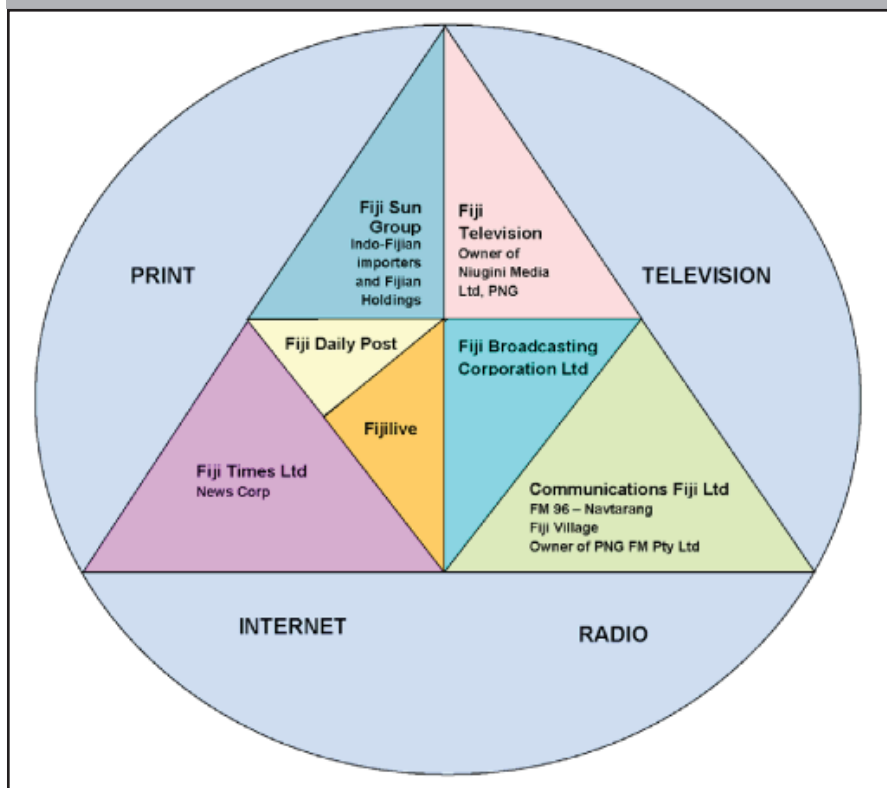 PRINT
Fiji Sun
Group
Indo-Fijian
importers
and Fijian
Holdings
Fiji
Television
Owner of
Niugini Media
Ltd, PNG
TELEVISION
Fiji Daily Post
Fiji Broadcasting
Corporation Ltd
Fijilive
Fiji Times Ltd
News Corp
Communications Fiji Ltd
FM 96 – Navtarang
Fiji Village
Owner of PNG FM Pty Ltd
INTERNET
RADIO